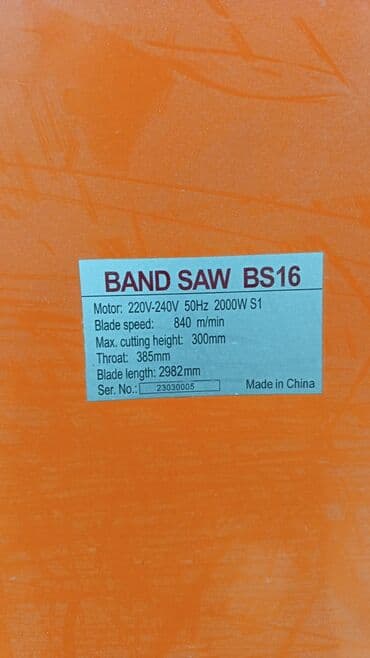 BAND SAW BS16
Motor: 220V-240V 50Hz 2000W S1
Blade speed: 840 m/min
Max. cutting height: 300mm
Throat: 385mm
Blade length: 2982mm
Ser. No.: 23030005 Made in China